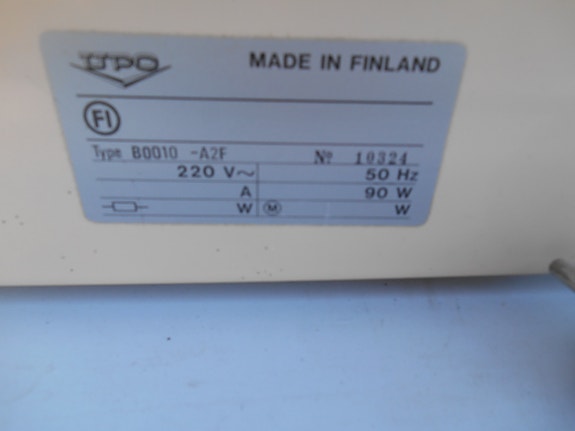 UPO MADE IN FINLAND
FI
Type B0010 -A2F Nº 10324
220 V~ 50 Hz
A 90 W
W M W